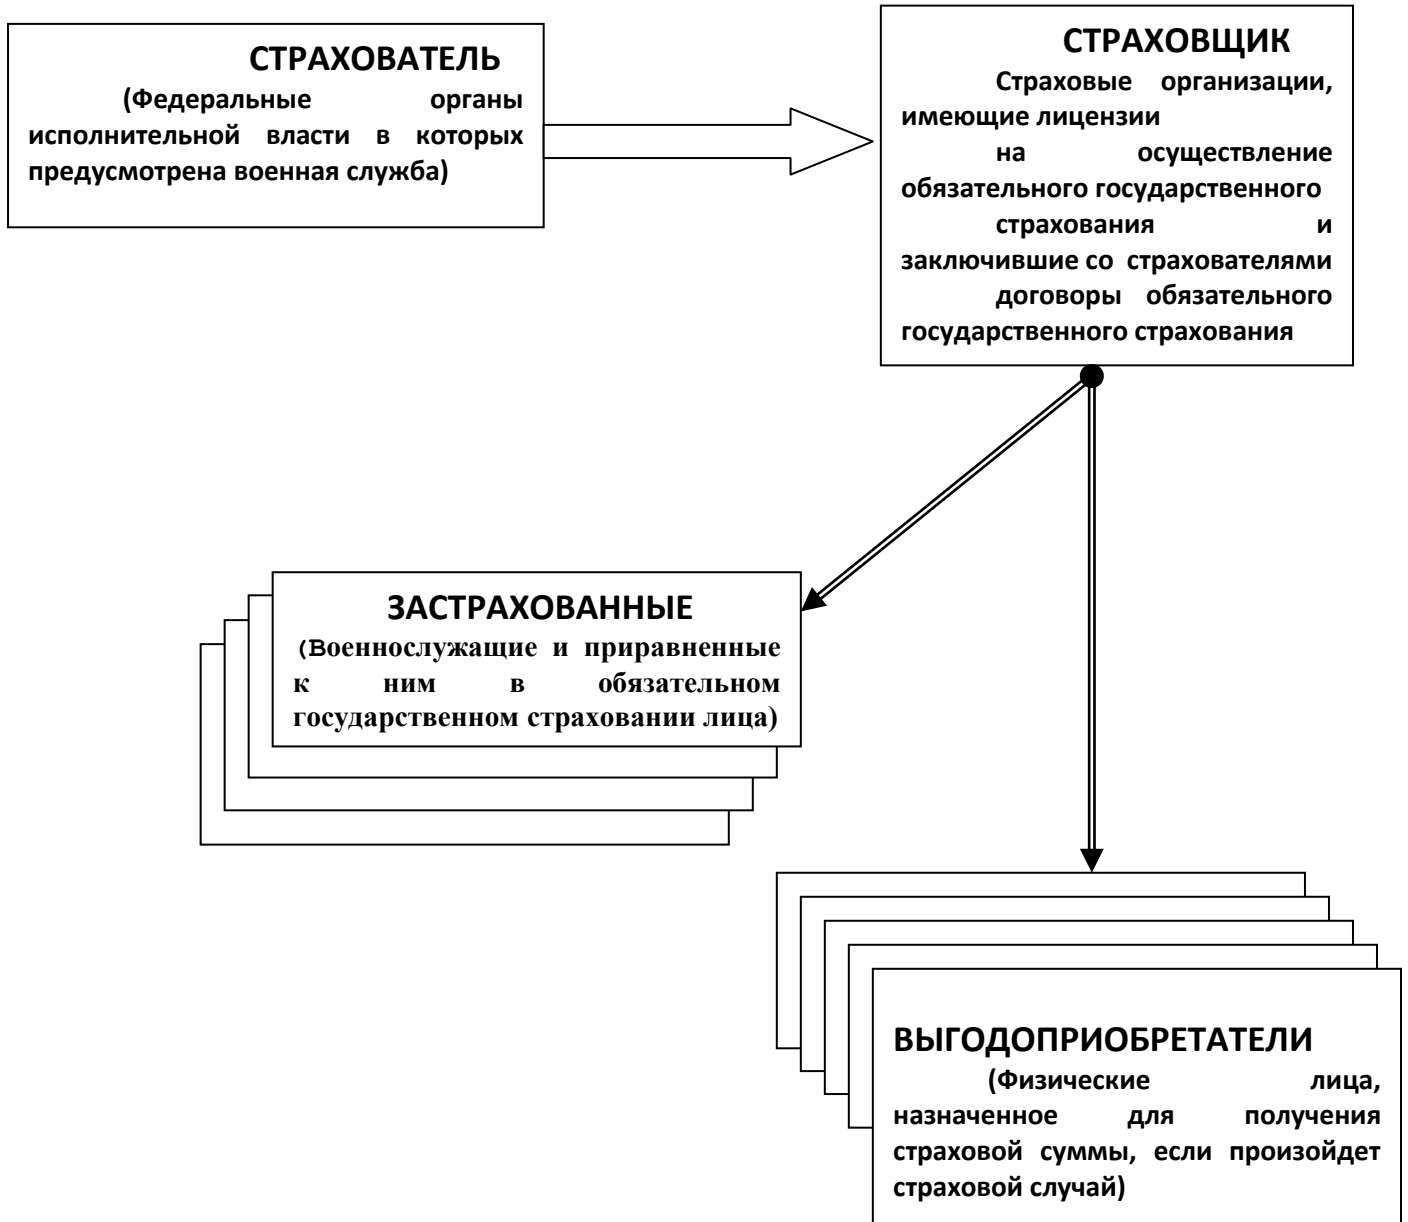 СТРАХОВАТЕЛЬ
(Федеральные органы
исполнительной власти в которых
предусмотрена военная служба)
СТРАХОВЩИК
Страховые организации,
имеющие лицензии
на осуществление
обязательного государственного
страхования и
заключившие со страхователями
договоры обязательного
государственного страхования
ЗАСТРАХОВАННЫЕ
(Военнослужащие и приравненные
к ним в обязательном
государственном страховании лица)
ВЫГОДОПРИОБРЕТАТЕЛИ
(Физические лица,
назначенное для получения
страховой суммы, если произойдет
страховой случай)